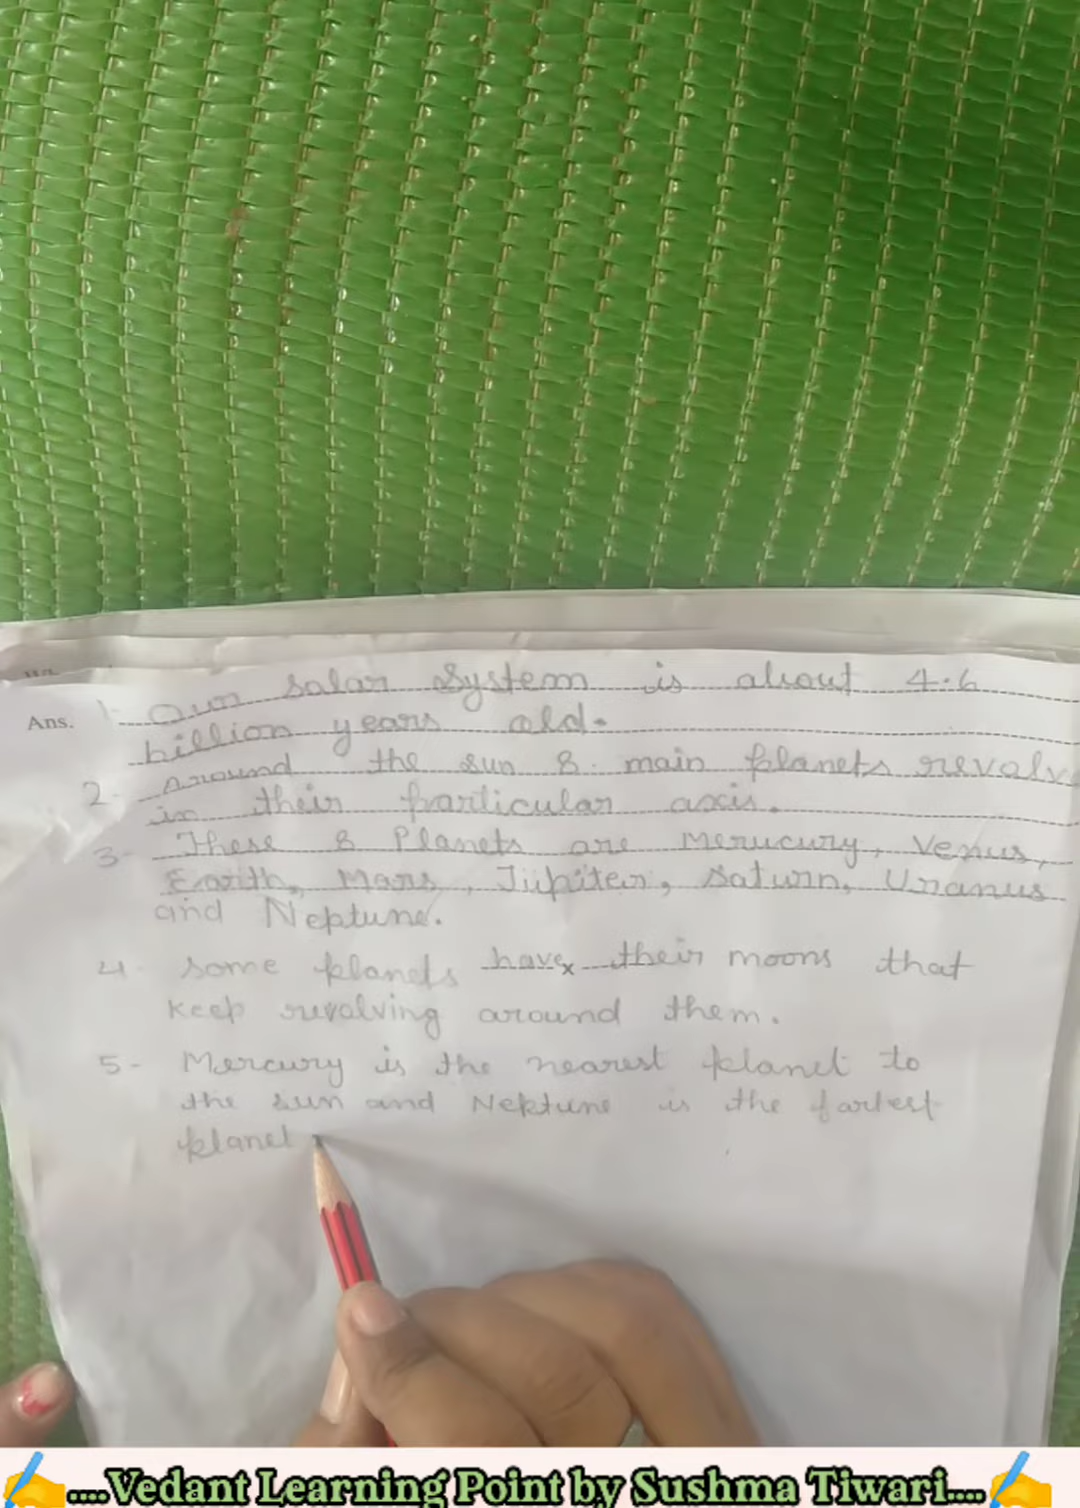 Ans. 1- Our solar System is about 4.6
billion years old.
2- Around the sun 8 main planets revolv
in their particular axis.
3- These 8 Planets are Merucury, Venus,
Earth, Mars, Jupiter, Saturn, Uranus
and Neptune.
4- Some planets have their moons that
keep revolving around them.
5- Mercury is the nearest planet to
the sun and Neptune is the fartest
planet
....Vedant Learning Point by Sushma Tiwari....